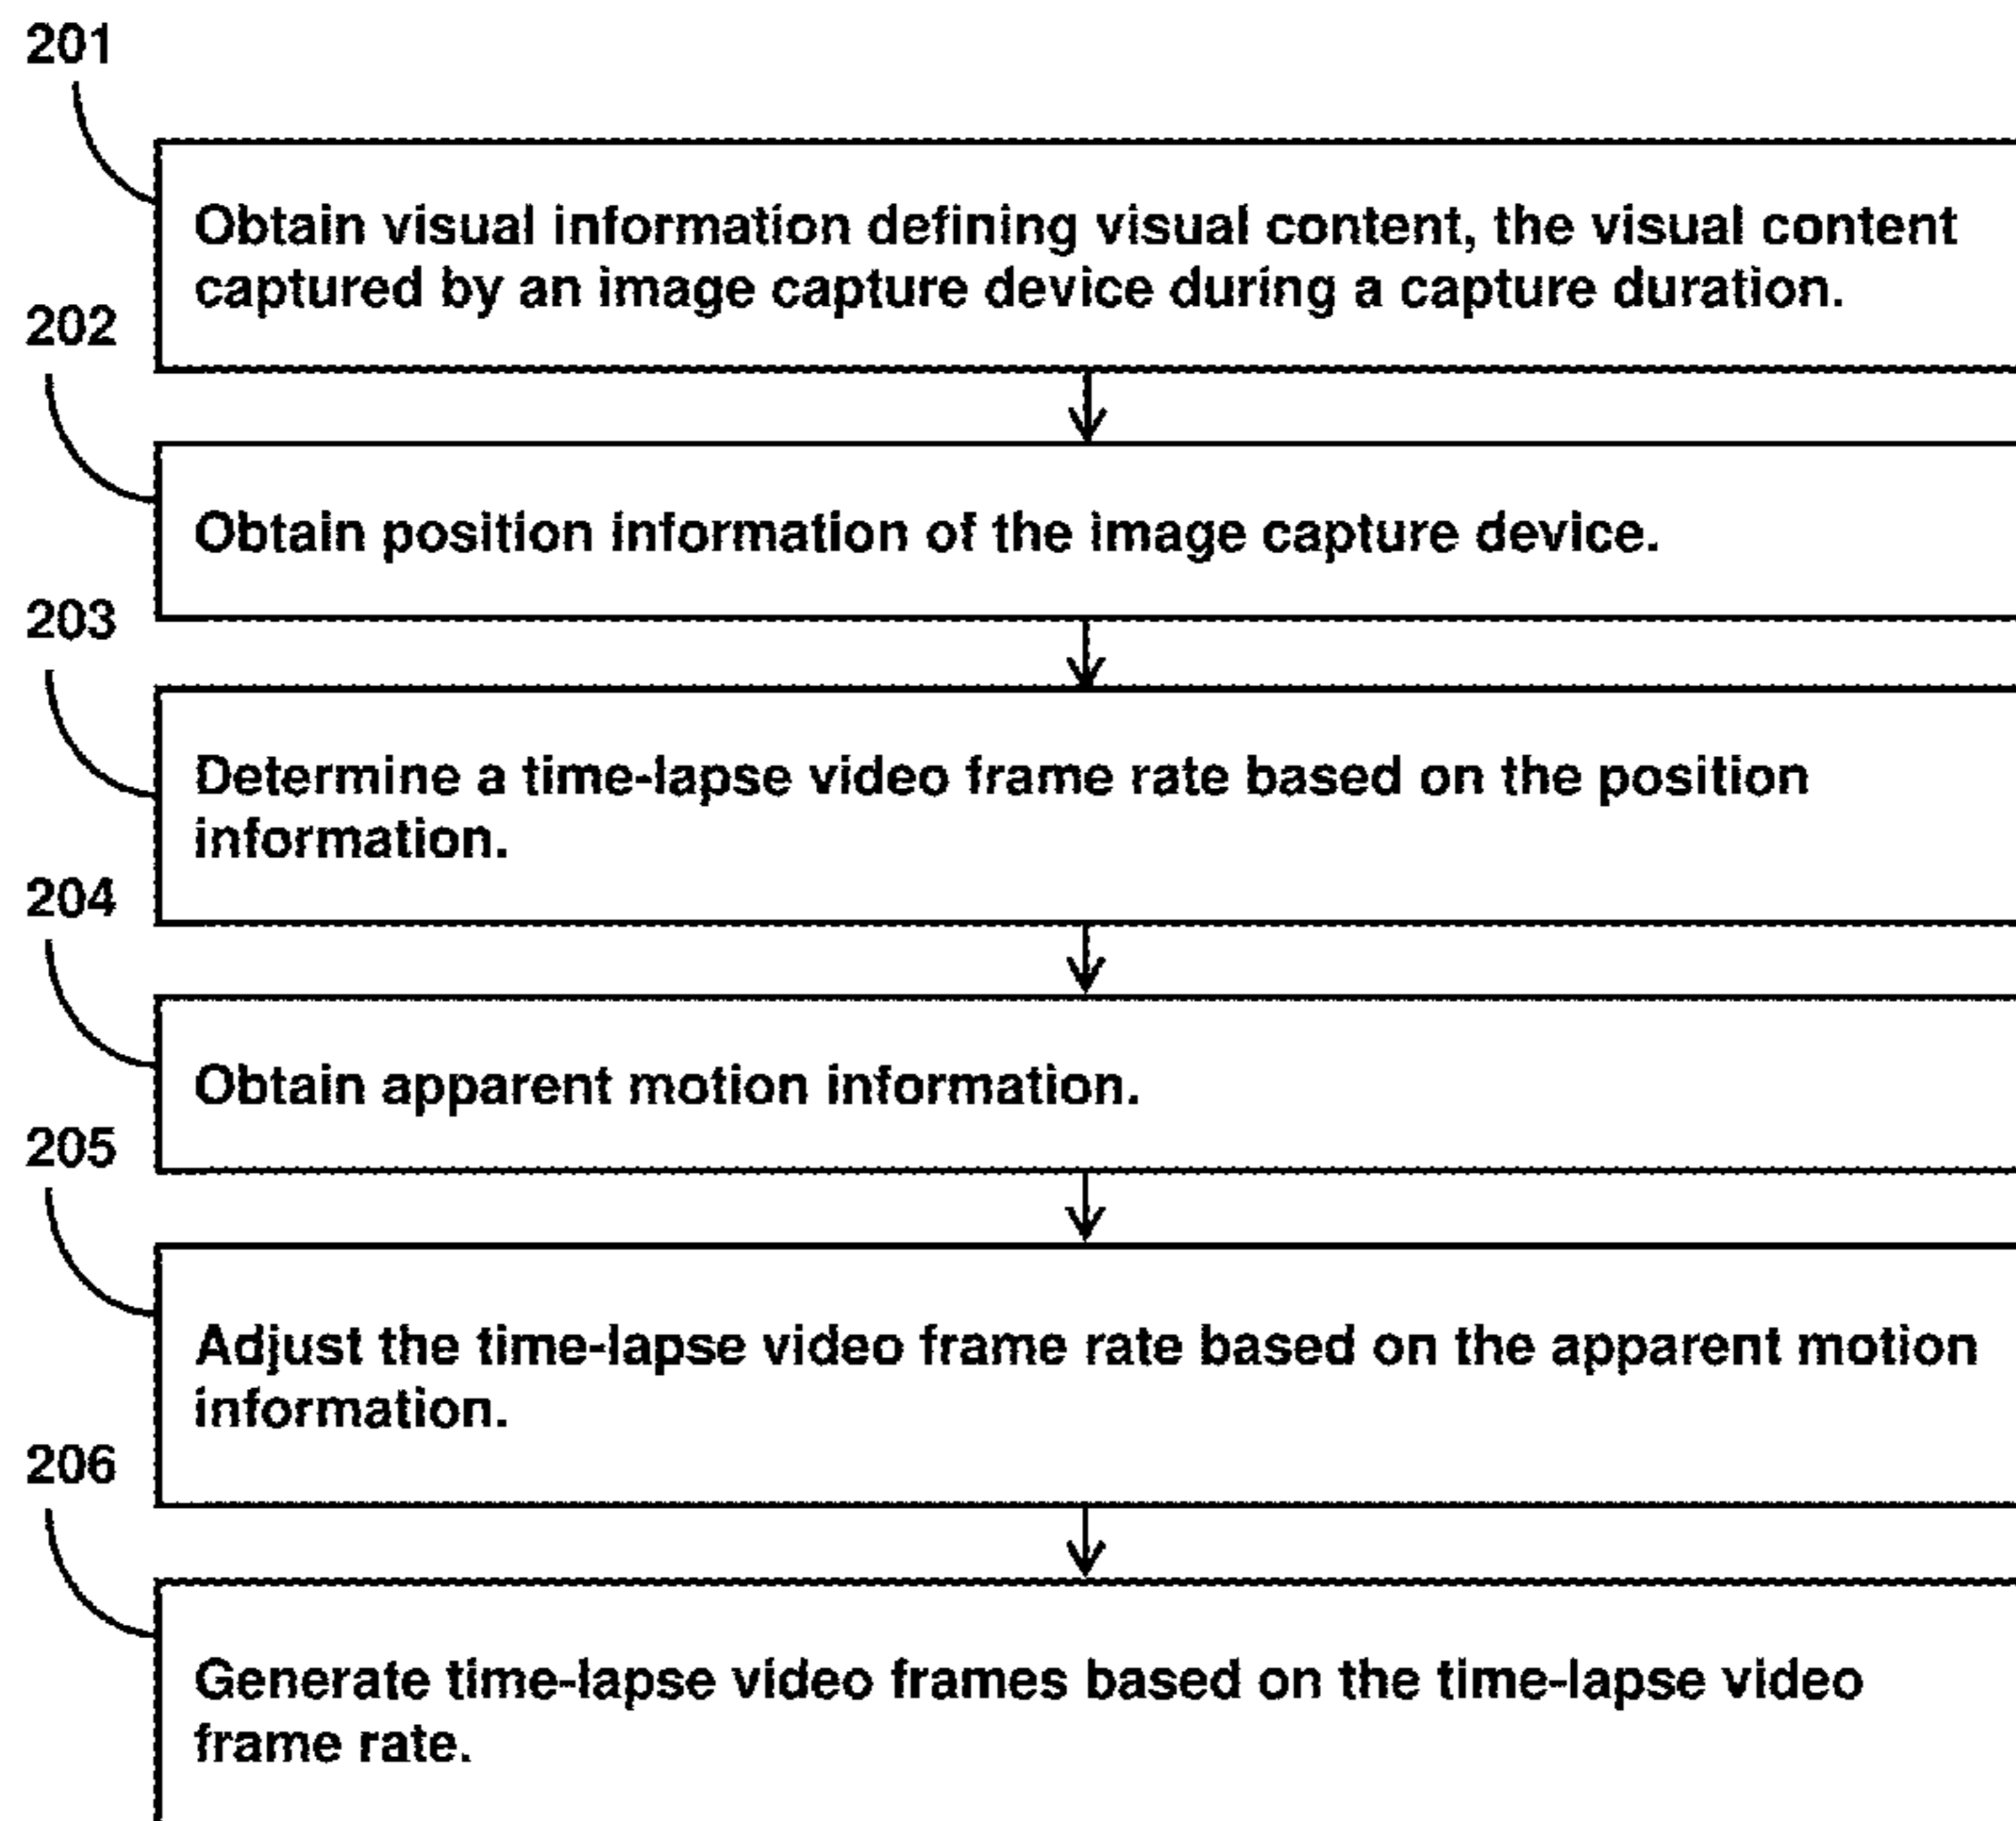 201
Obtain visual information defining visual content, the visual content
captured by an image capture device during a capture duration.
202
Obtain position information of the image capture device.
203
Determine a time-lapse video frame rate based on the position
information.
204
Obtain apparent motion information.
205
Adjust the time-lapse video frame rate based on the apparent motion
information.
206
Generate time-lapse video frames based on the time-lapse video
frame rate.